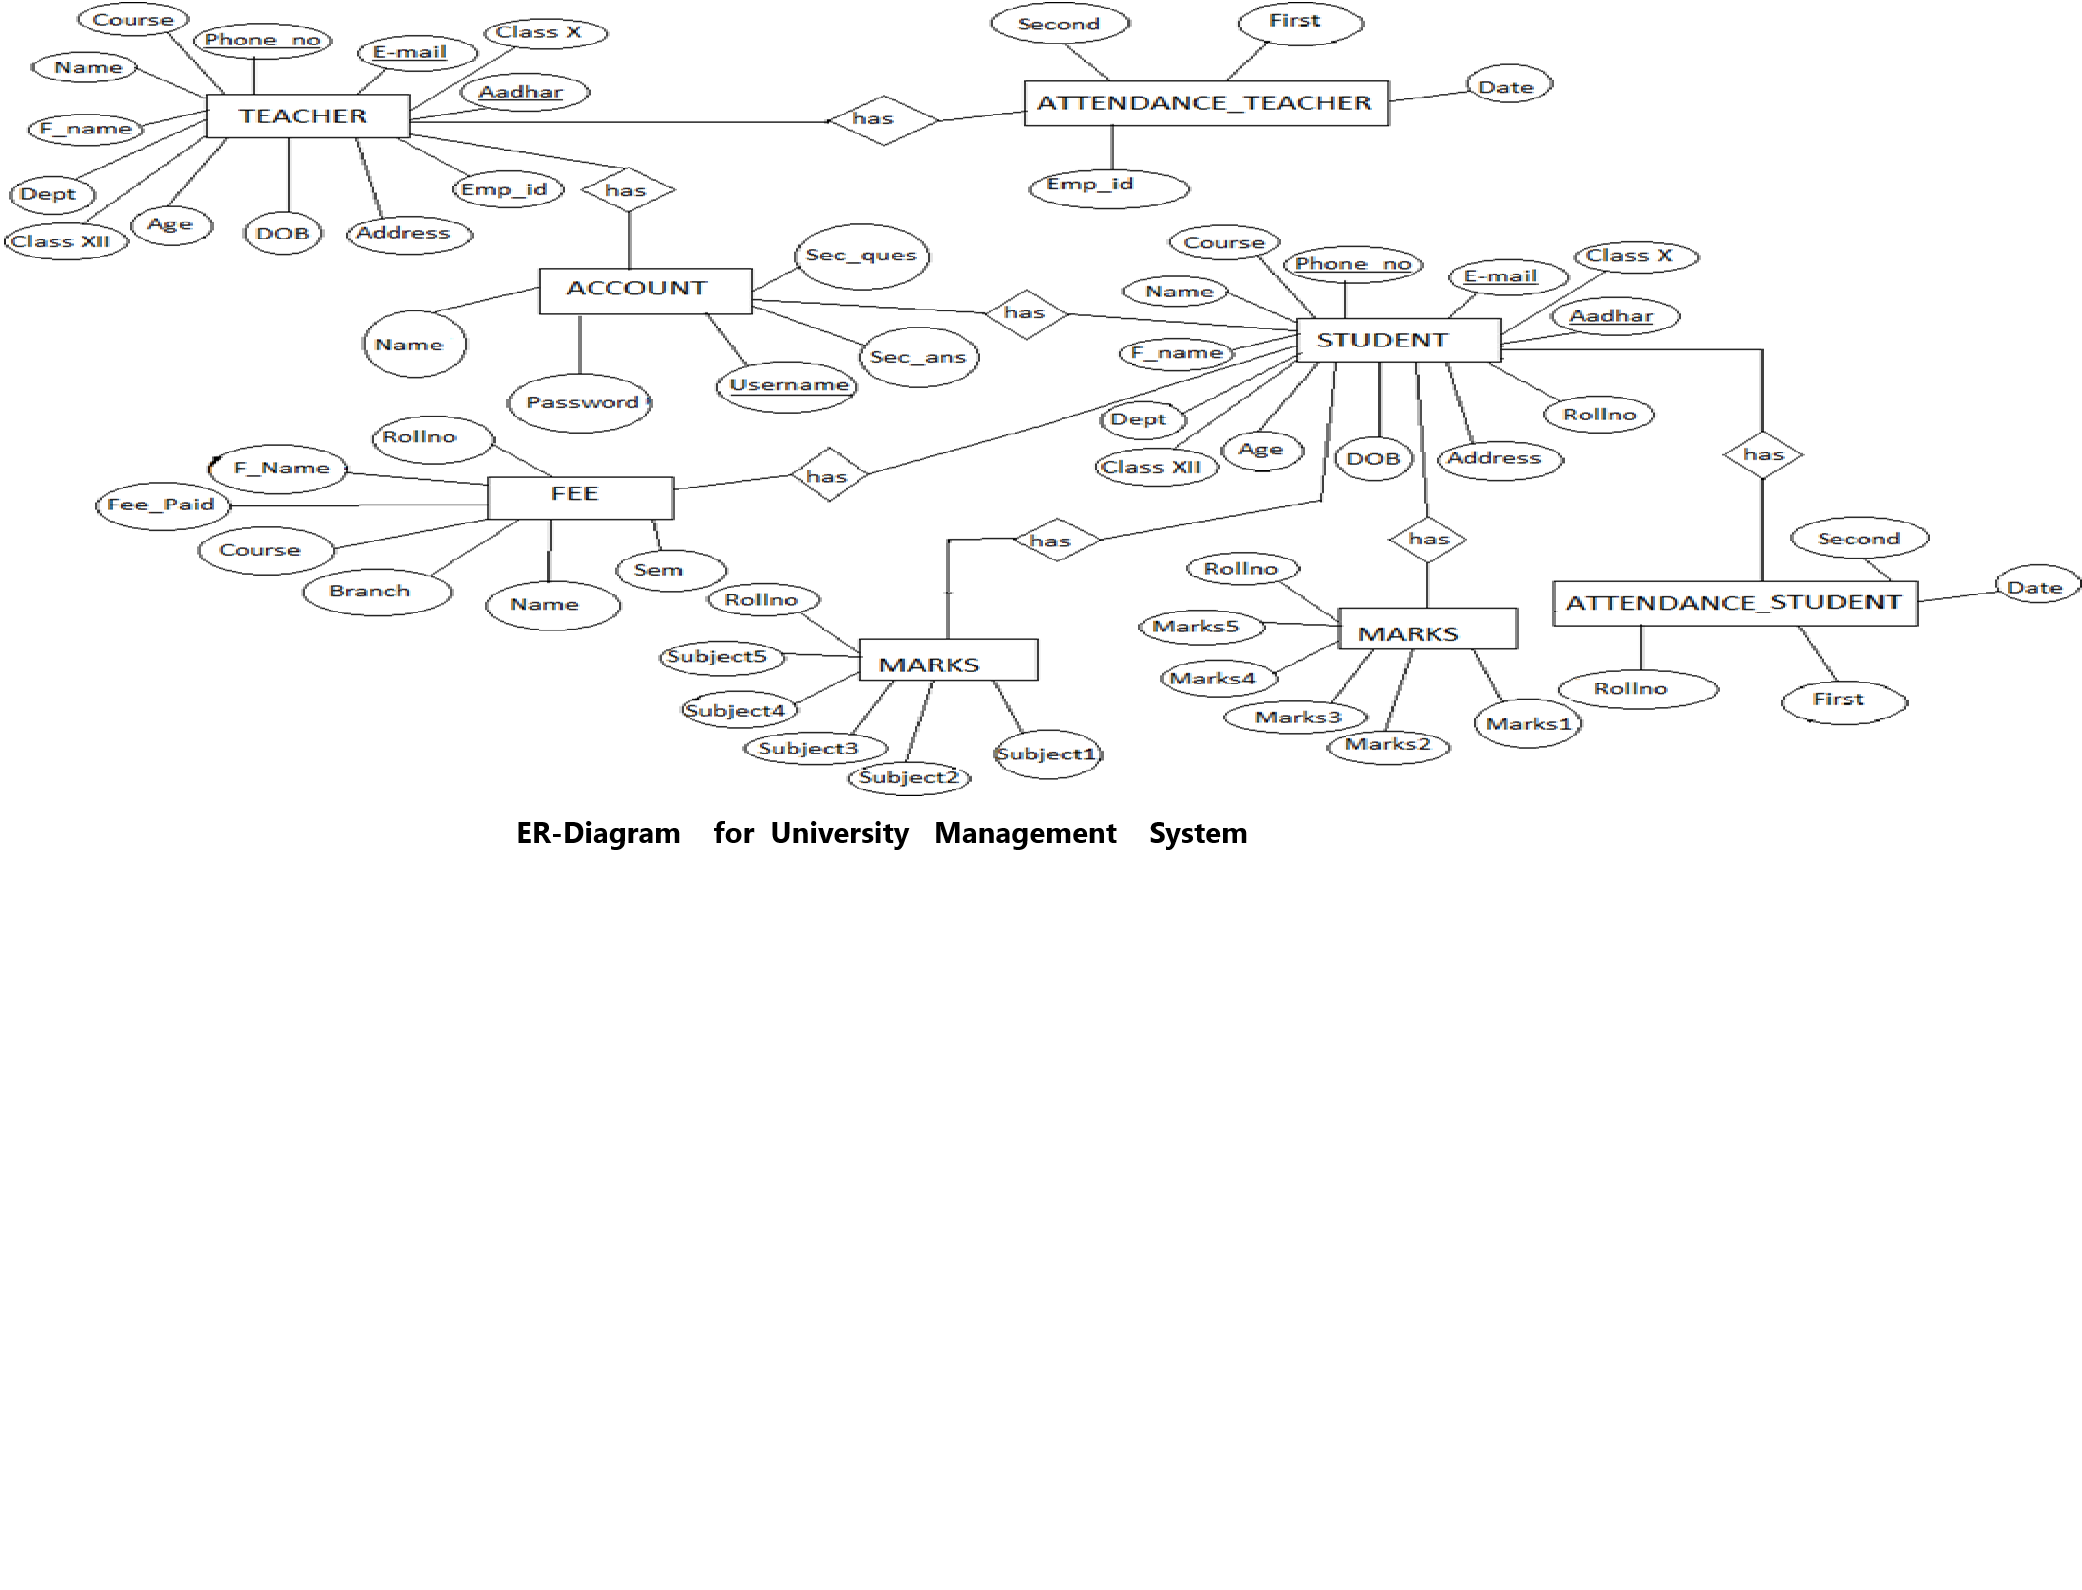 Course
Phone_no
E-mail
Class X
Name
Aadhar
TEACHER
F_name
Dept
Class XII
Age
DOB
Address
Emp_id
has
has
Second
First
ATTENDANCE_TEACHER
Date
Emp_id
ACCOUNT
Sec_ques
Name
Password
Username
Sec_ans
has
Course
Phone_no
E-mail
Class X
Name
Aadhar
STUDENT
F_name
Dept
Class XII
Age
DOB
Address
Rollno
has
has
has
has
Rollno
F_Name
FEE
Fee_Paid
Course
Branch
Name
Sem
Rollno
Subject5
MARKS
Subject4
Subject3
Subject2
Subject1
Rollno
Marks5
MARKS
Marks4
Marks3
Marks2
Marks1
Second
Date
ATTENDANCE_STUDENT
Rollno
First
ER-Diagram for University Management System